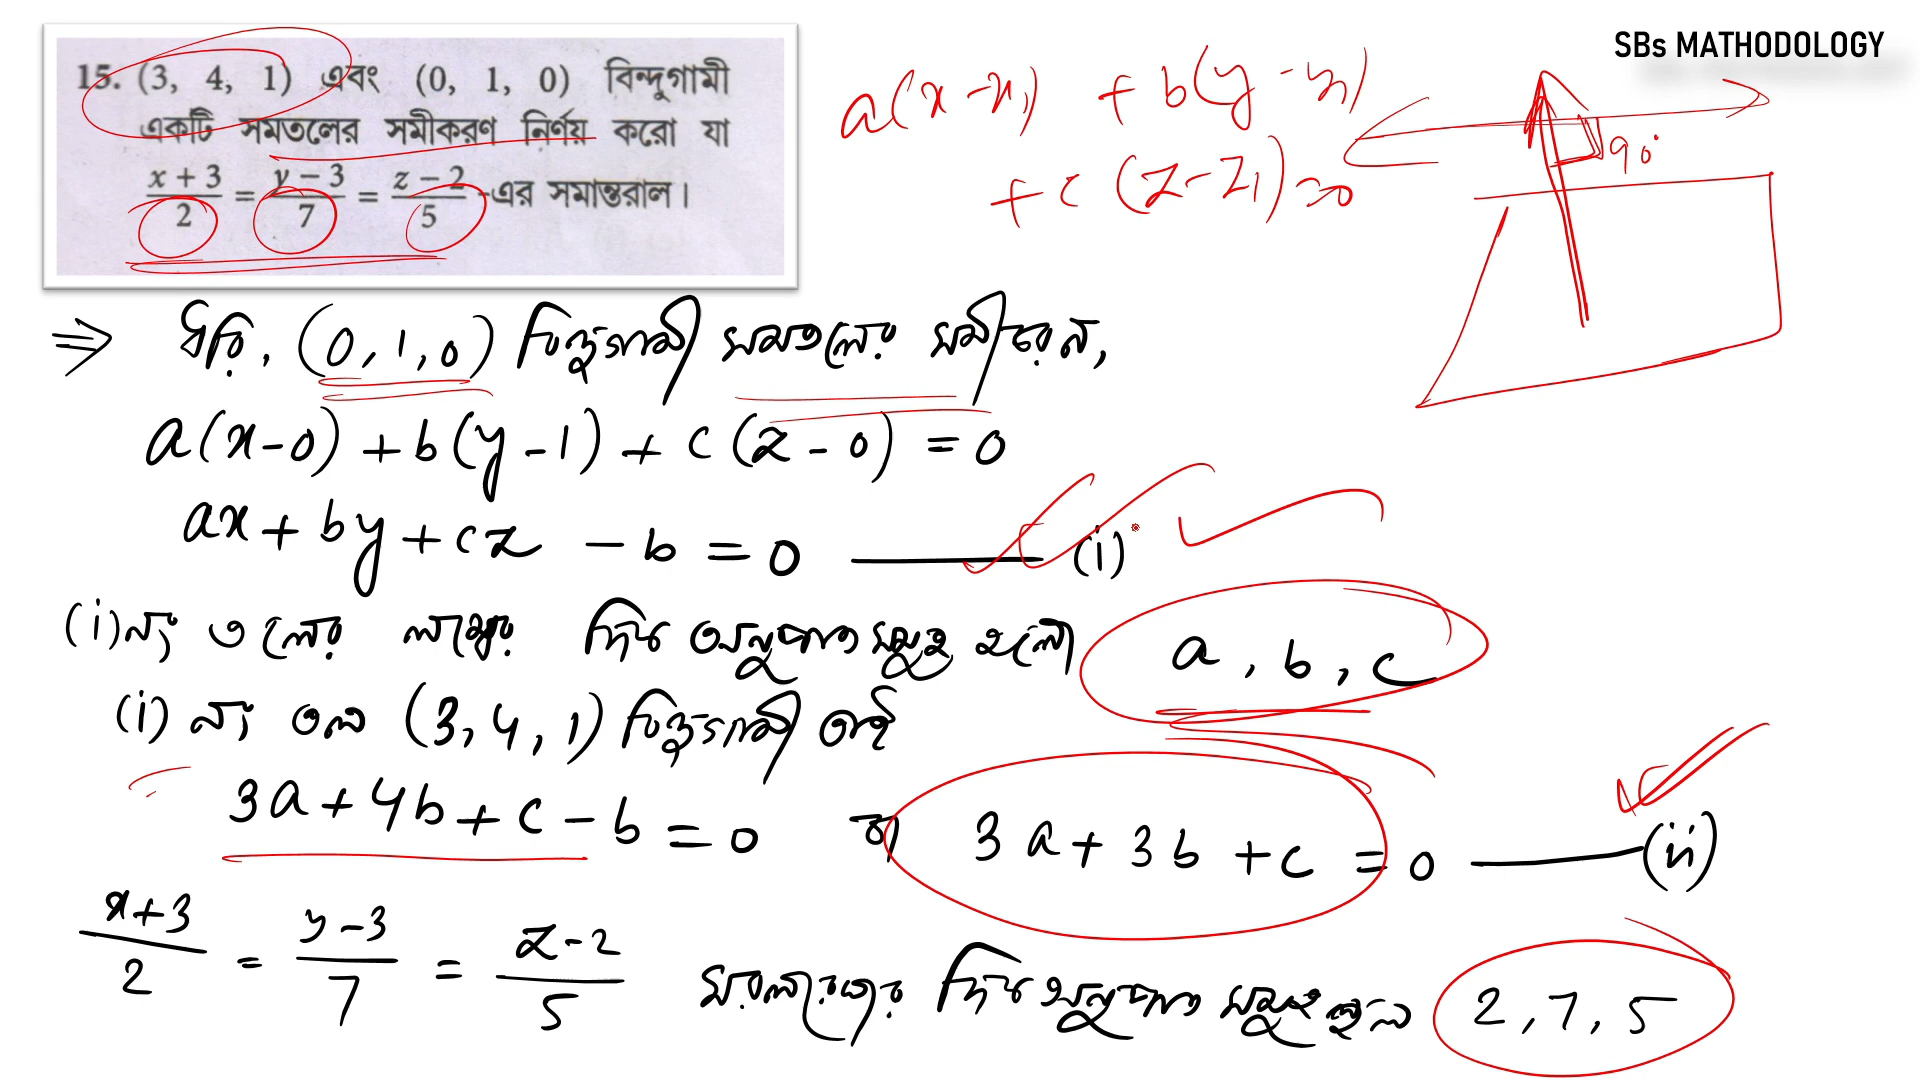 SBs MATHODOLOGY
15. (3, 4, 1) এবং (0, 1, 0) বিন্দুগামী
একটি সমতলের সমীকরণ নির্ণয় করো যা
x + 3 / 2 = y − 3 / 7 = z − 2 / 5 -এর সমান্তরাল।
a(x - x₁) + b(y - y₁)
+ c (z - z₁) = 0
90°
⇒ ধরি, (0, 1, 0) বিন্দুগামী সমতলের সমীকরন,
a(x-0) + b(y-1) + c(z-0) = 0
ax + by + cz - b = 0 (i)
(i) নং তলের লম্বের দিক অনুপাত সমুহ হলো a, b, c
(i) নং তল (3, 4, 1) বিন্দুগামী তাই
3a + 4b + c - b = 0 বা 3a + 3b + c = 0 (ii)
x+3 / 2 = y-3 / 7 = z-2 / 5 সরলরেখার দিক অনুপাত সমুহ হল 2, 7, 5